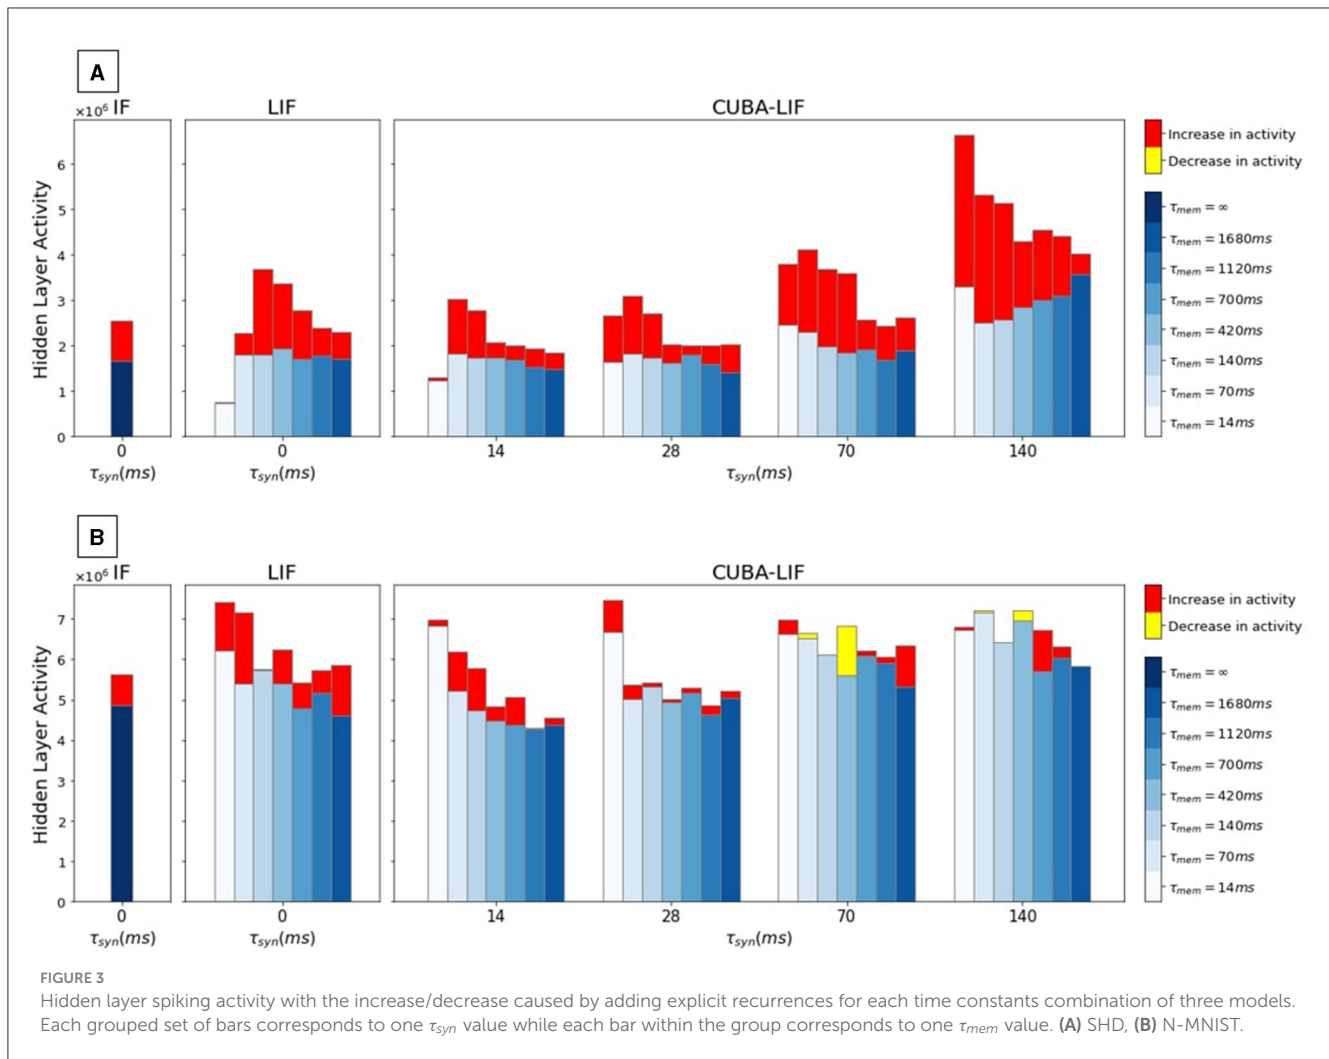 A
×10⁶ IF
LIF
CUBA-LIF
Hidden Layer Activity
6
5
4
3
2
1
0
0
0
14
28
70
140
τsyn(ms)
τsyn(ms)
τsyn(ms)
Increase in activity
Decrease in activity
τmem = ∞
τmem = 1680ms
τmem = 1120ms
τmem = 700ms
τmem = 420ms
τmem = 140ms
τmem = 70ms
τmem = 14ms
B
×10⁶ IF
LIF
CUBA-LIF
Hidden Layer Activity
7
6
5
4
3
2
1
0
0
0
14
28
70
140
τsyn(ms)
τsyn(ms)
τsyn(ms)
Increase in activity
Decrease in activity
τmem = ∞
τmem = 1680ms
τmem = 1120ms
τmem = 700ms
τmem = 420ms
τmem = 140ms
τmem = 70ms
τmem = 14ms
FIGURE 3
Hidden layer spiking activity with the increase/decrease caused by adding explicit recurrences for each time constants combination of three models.
Each grouped set of bars corresponds to one τsyn value while each bar within the group corresponds to one τmem value. (A) SHD, (B) N-MNIST.